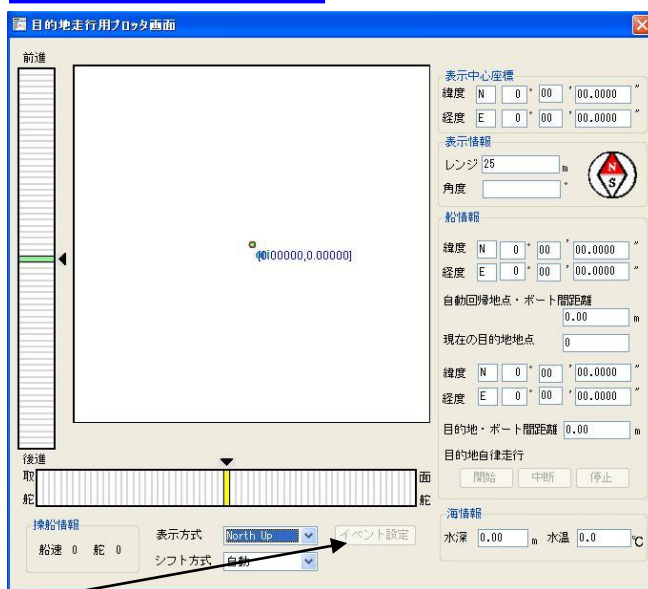 目的地走行用プロッタ画面
前進
表示中心座標
緯度 N 0 ° 00 ' 00.0000 "
経度 E 0 ° 00 ' 00.0000 "
表示情報
レンジ 25 m
角度 °
N
S
船情報
緯度 N 0 ° 00 ' 00.0000 "
経度 E 0 ° 00 ' 00.0000 "
自動回帰地点・ボート間距離
0.00 m
現在の目的地地点 0
緯度 N 0 ° 00 ' 00.0000 "
経度 E 0 ° 00 ' 00.0000 "
目的地・ボート間距離 0.00 m
目的地自律走行
開始 中断 停止
00000,0.00000]
後進
取舵
面舵
操船情報
船速 0 舵 0
表示方式 North Up
イベント設定
シフト方式 自動
海情報
水深 0.00 m 水温 0.0 ℃